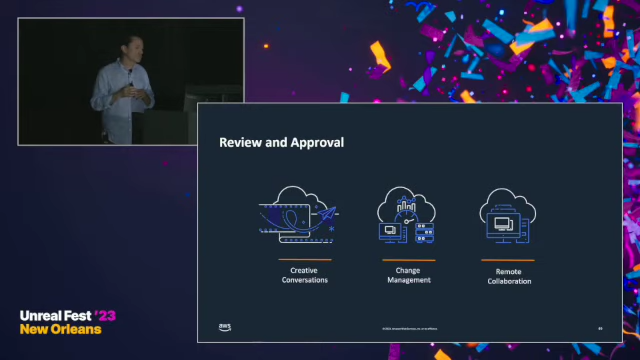 Review and Approval
Creative
Conversations
Change
Management
Remote
Collaboration
aws
Unreal Fest '23
New Orleans